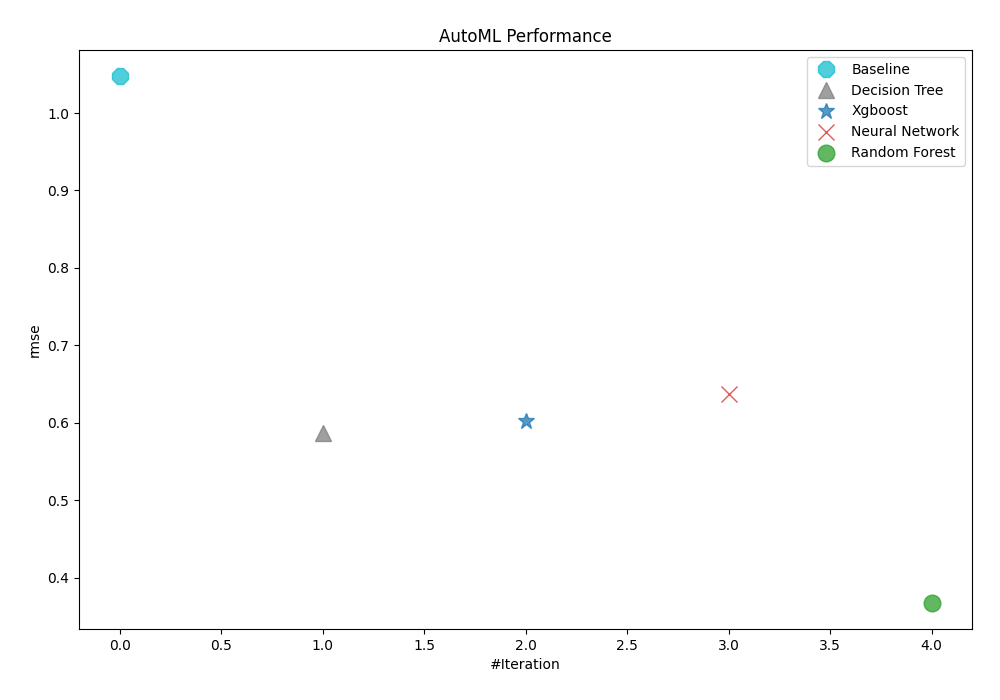 AutoML Performance
Baseline
Decision Tree
Xgboost
Neural Network
Random Forest
1.0
0.9
0.8
0.7
0.6
0.5
0.4
rmse
0.0 0.5 1.0 1.5 2.0 2.5 3.0 3.5 4.0
#Iteration